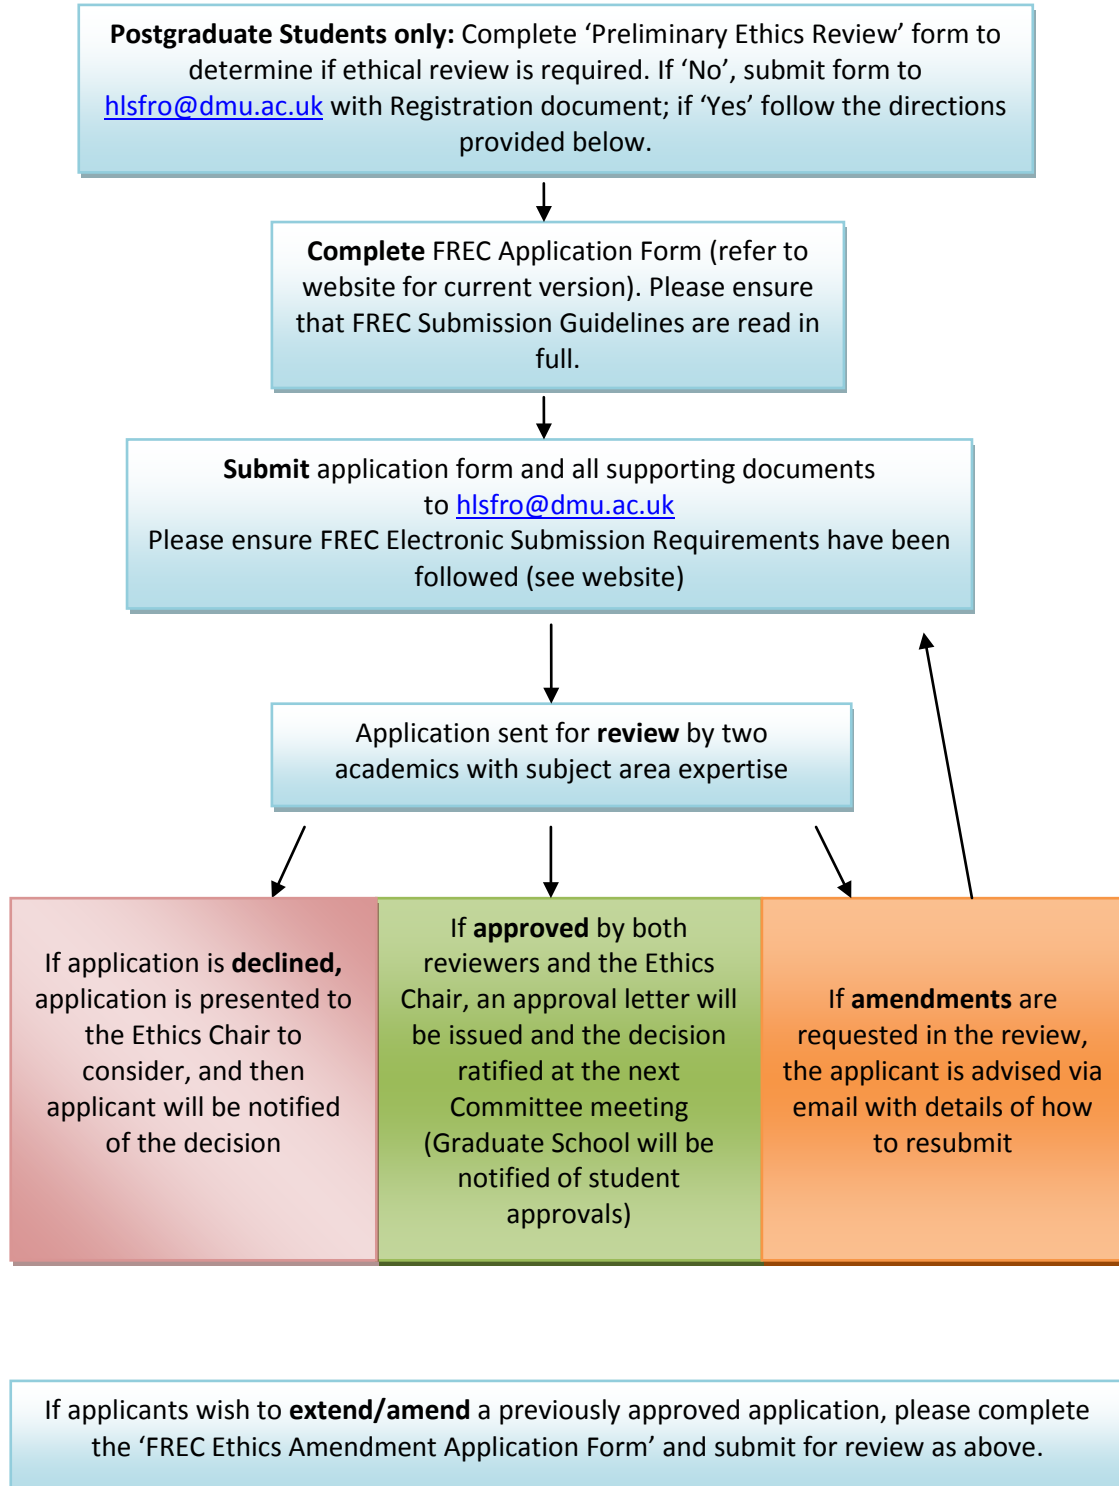 Postgraduate Students only: Complete ‘Preliminary Ethics Review’ form to
determine if ethical review is required. If ‘No’, submit form to
hlsfro@dmu.ac.uk with Registration document; if ‘Yes’ follow the directions
provided below.
Complete FREC Application Form (refer to
website for current version). Please ensure
that FREC Submission Guidelines are read in
full.
Submit application form and all supporting documents
to hlsfro@dmu.ac.uk
Please ensure FREC Electronic Submission Requirements have been
followed (see website)
Application sent for review by two
academics with subject area expertise
If application is declined,
application is presented to
the Ethics Chair to
consider, and then
applicant will be notified
of the decision
If approved by both
reviewers and the Ethics
Chair, an approval letter will
be issued and the decision
ratified at the next
Committee meeting
(Graduate School will be
notified of student
approvals)
If amendments are
requested in the review,
the applicant is advised via
email with details of how
to resubmit
If applicants wish to extend/amend a previously approved application, please complete
the ‘FREC Ethics Amendment Application Form’ and submit for review as above.